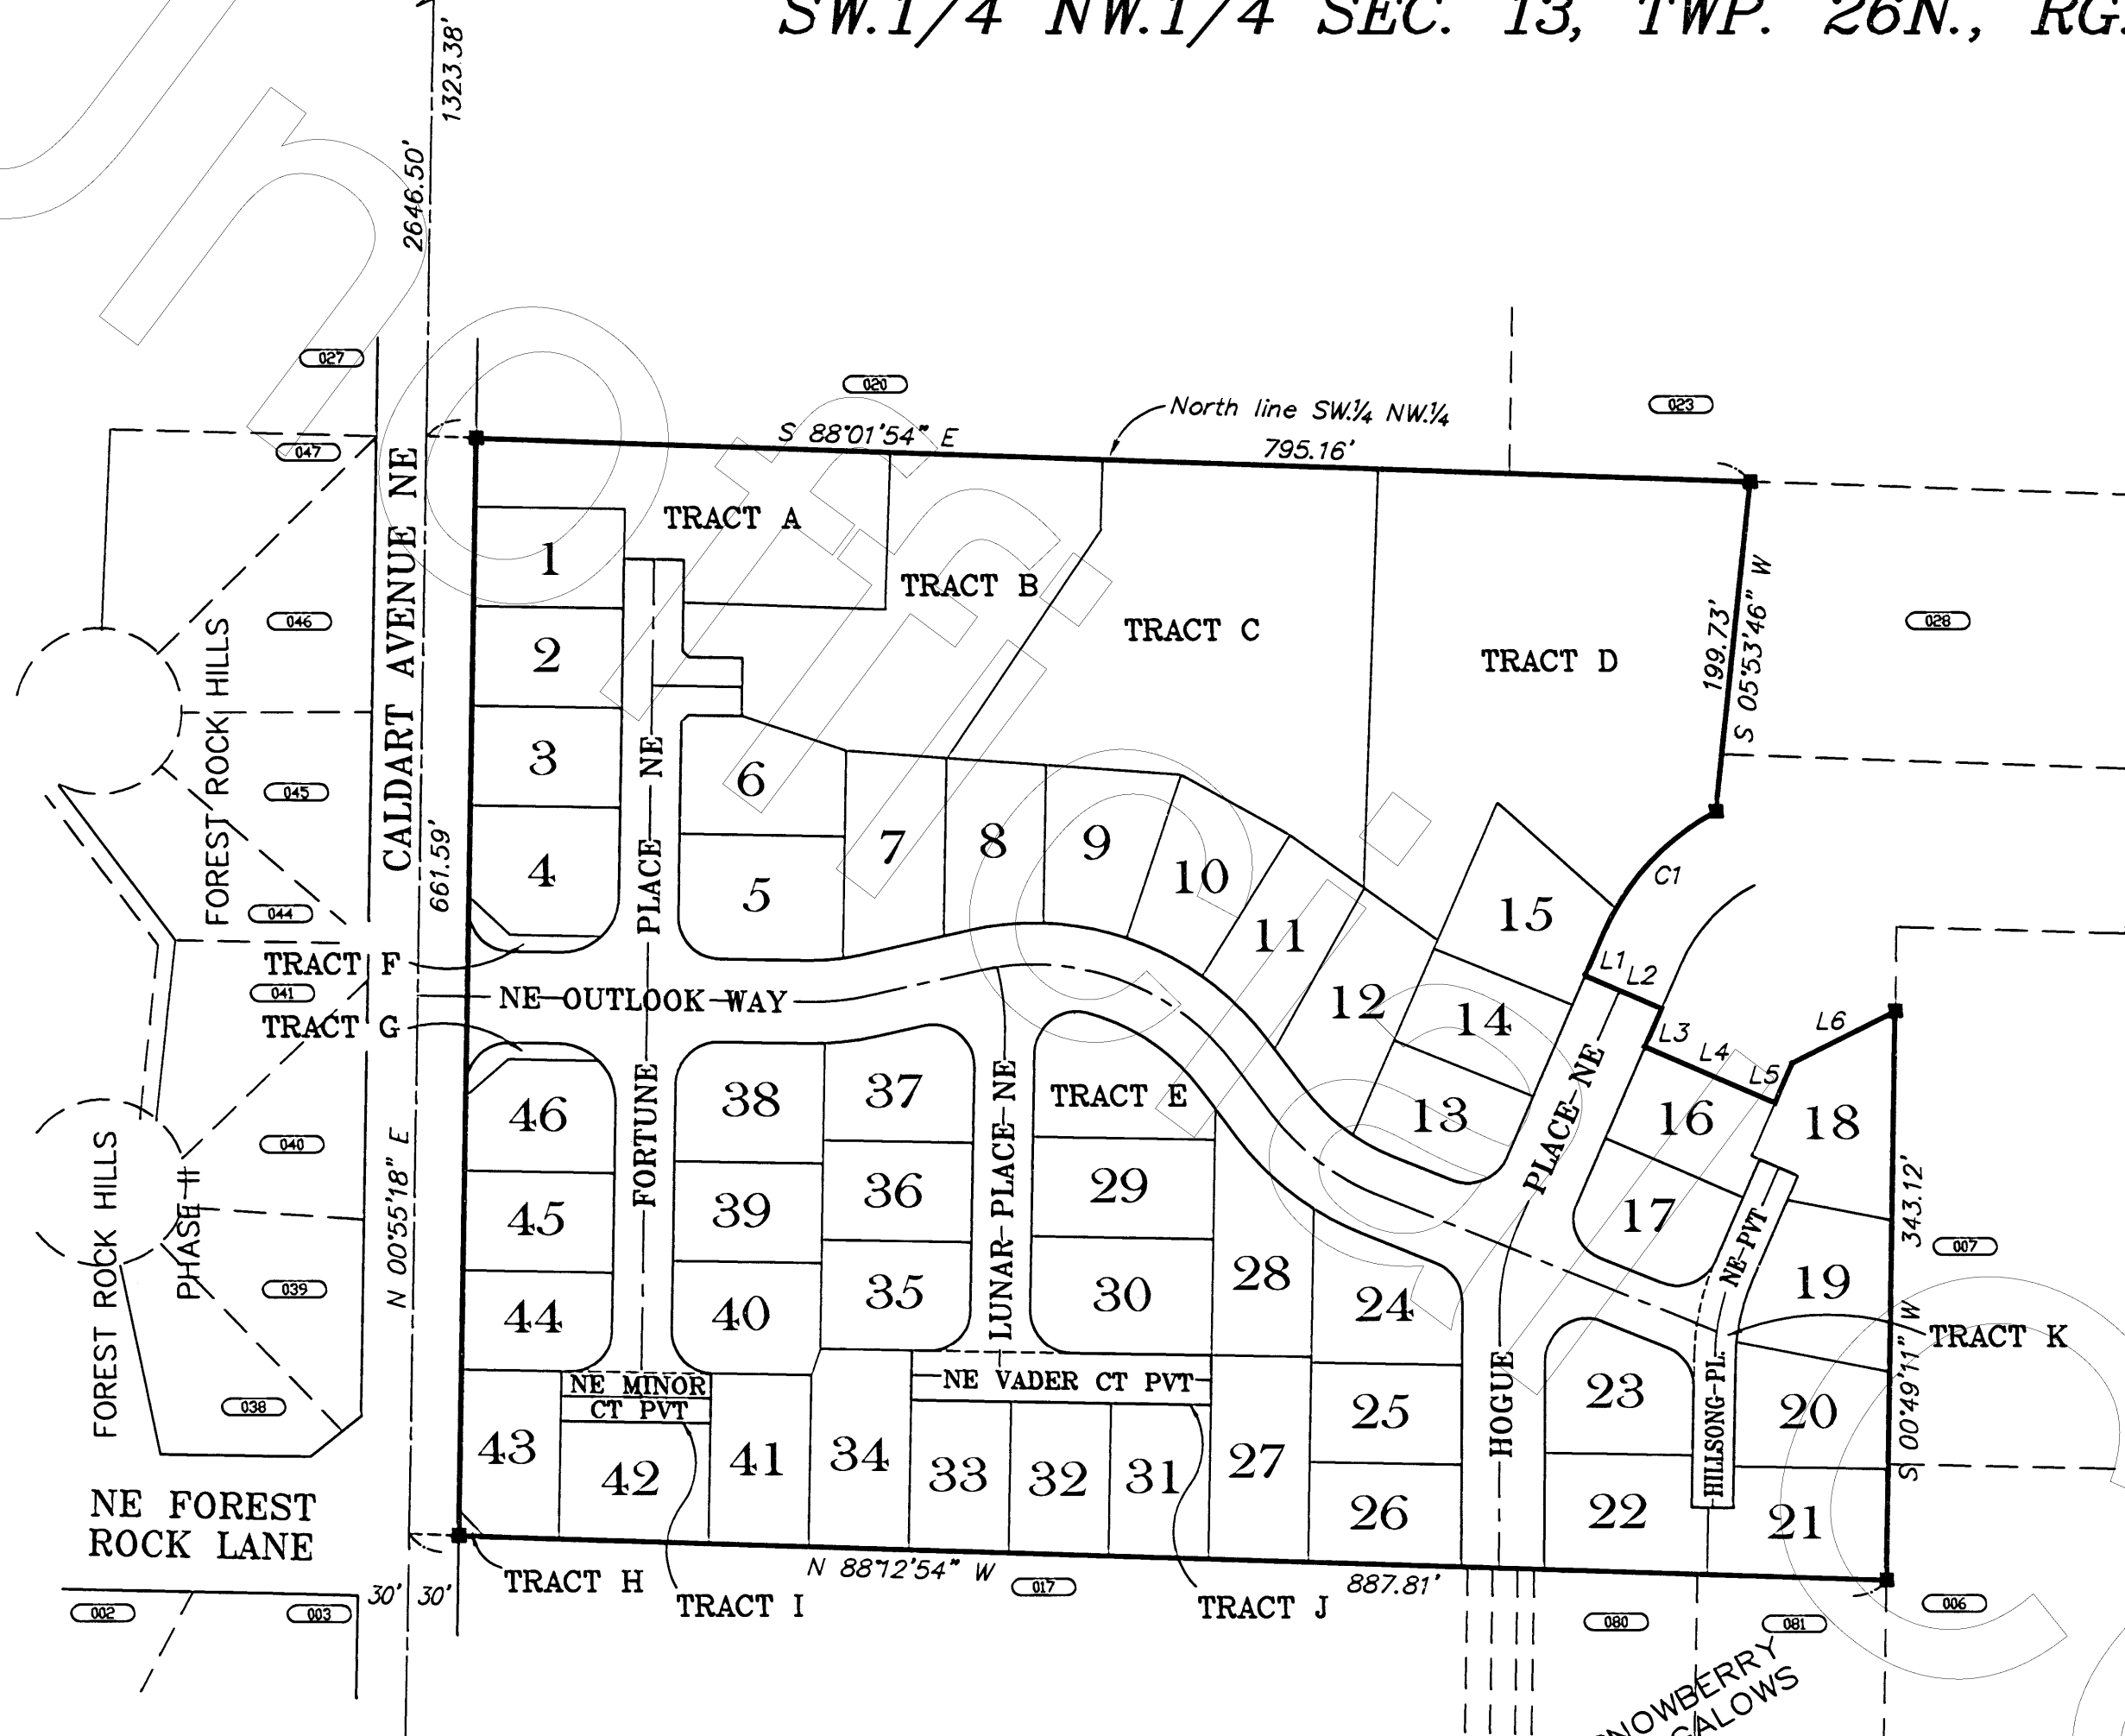 SW.1/4 NW.1/4 SEC. 13, TWP. 26N., RG.
1323.38'
2646.50'
027
020
023
North line SW.¼ NW.¼
S 88°01'54" E
795.16'
047
CALDART AVENUE NE
TRACT A
1
TRACT B
TRACT C
TRACT D
199.73'
S 05°53'46" W
028
046
FOREST ROCK HILLS
2
3
045
661.59'
4
044
PLACE NE
6
5
7
8
9
10
11
12
15
C1
14
13
L1
L2
L3
L4
L5
L6
TRACT F
041
TRACT G
NE OUTLOOK WAY
46
38
37
TRACT E
PLACE NE
16
18
040
FOREST ROCK HILLS
PHASE II
N 00°55'18" E
45
FORTUNE
39
36
LUNAR PLACE NE
29
17
NE PVT
343.12'
007
039
44
40
35
30
28
24
19
TRACT K
NE MINOR
CT PVT
NE VADER CT PVT
HOGUE
23
HILLSONG PL.
20
S 00°49'11" W
038
43
42
41
34
33
32
31
27
25
26
22
21
NE FOREST
ROCK LANE
TRACT H
TRACT I
N 88°12'54" W
017
TRACT J
887.81'
30'
30'
002
003
080
081
006